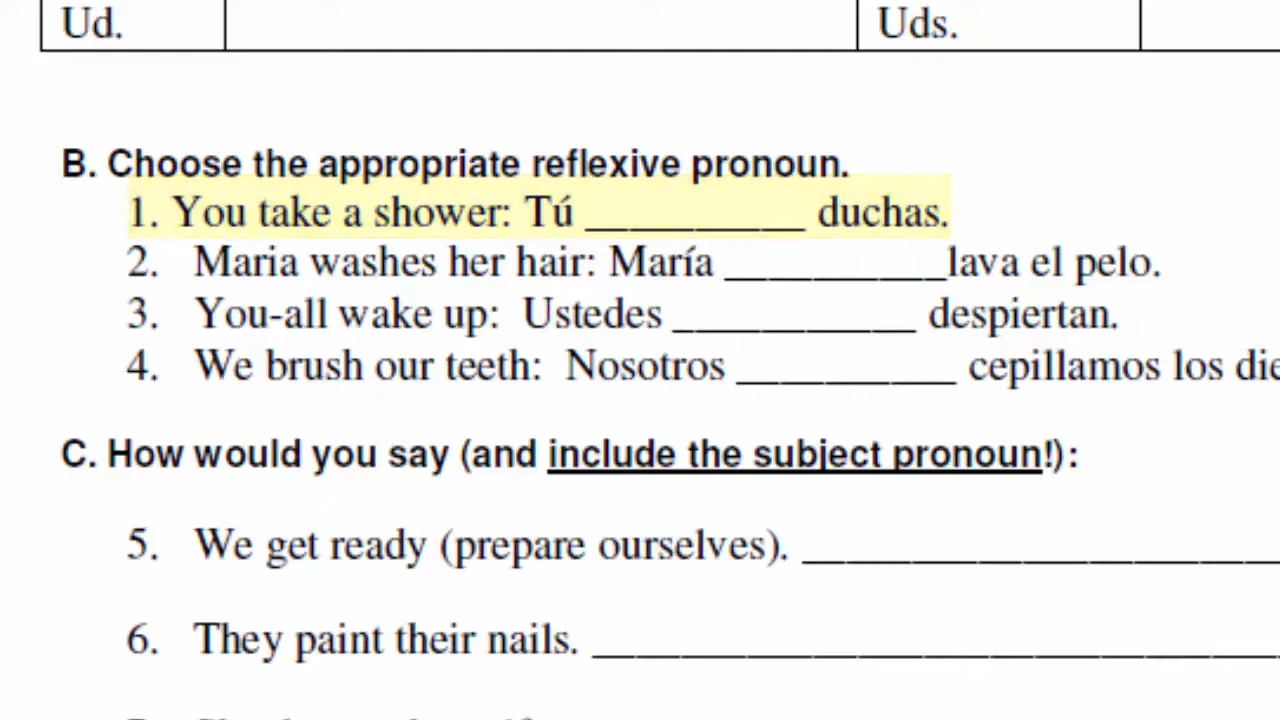 Ud. Uds.
B. Choose the appropriate reflexive pronoun.
1. You take a shower: Tú __________ duchas.
2. Maria washes her hair: María __________lava el pelo.
3. You-all wake up: Ustedes ___________ despiertan.
4. We brush our teeth: Nosotros __________ cepillamos los
C. How would you say (and include the subject pronoun!):
5. We get ready (prepare ourselves). ___________
6. They paint their nails. ________________